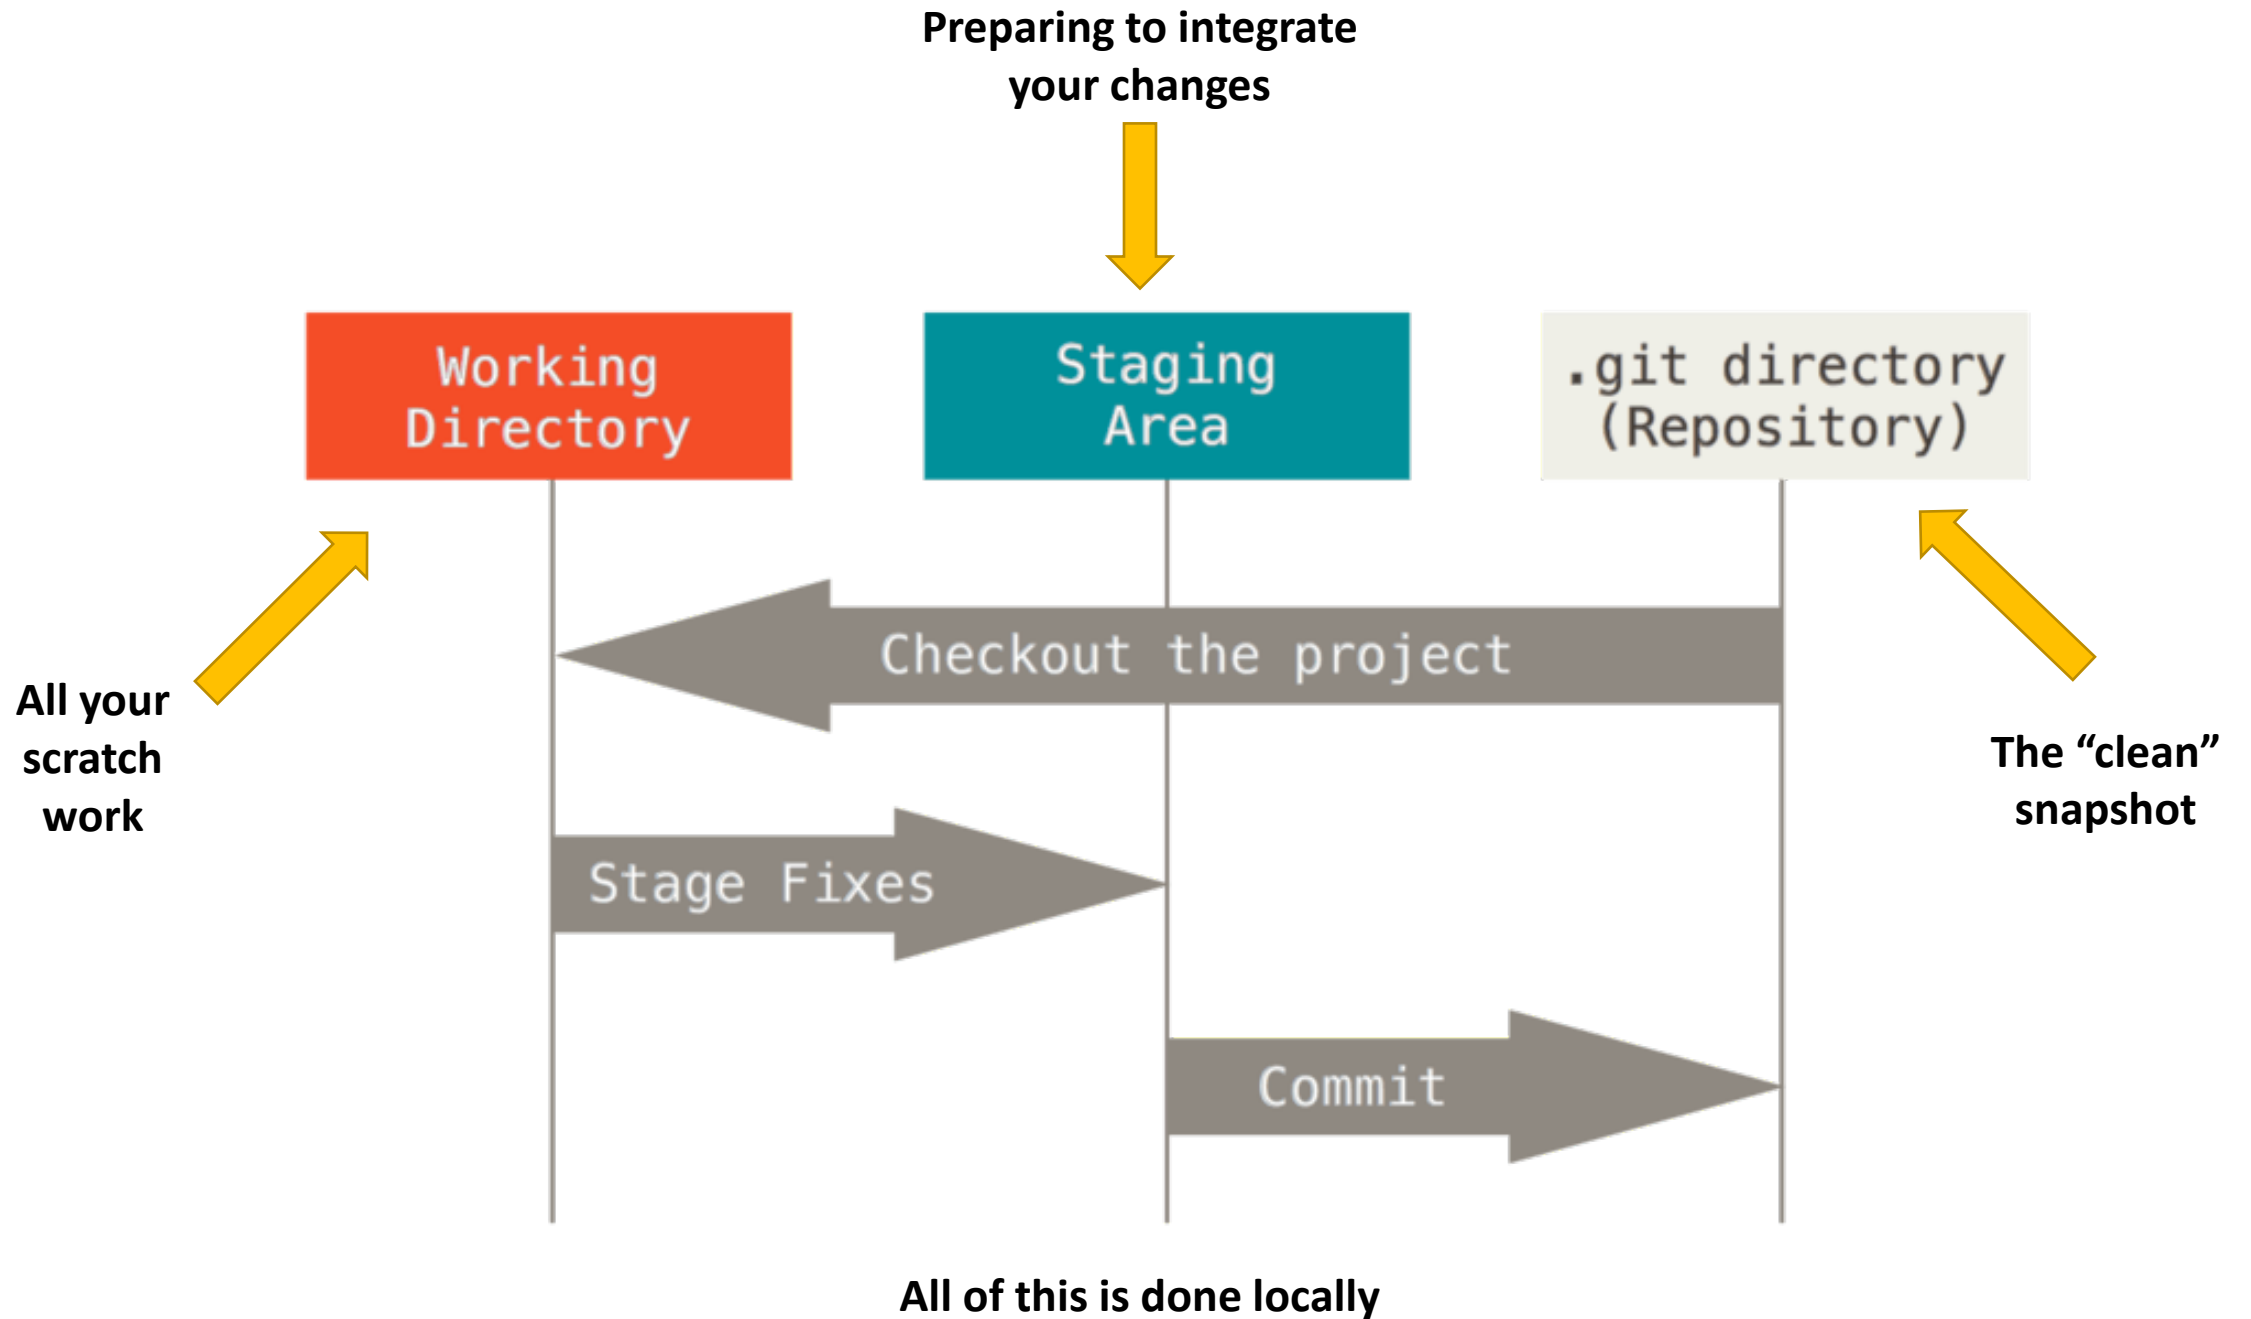 Preparing to integrate
your changes
Working
Directory
Staging
Area
.git directory
(Repository)
Checkout the project
All your
scratch
work
The “clean”
snapshot
Stage Fixes
Commit
All of this is done locally